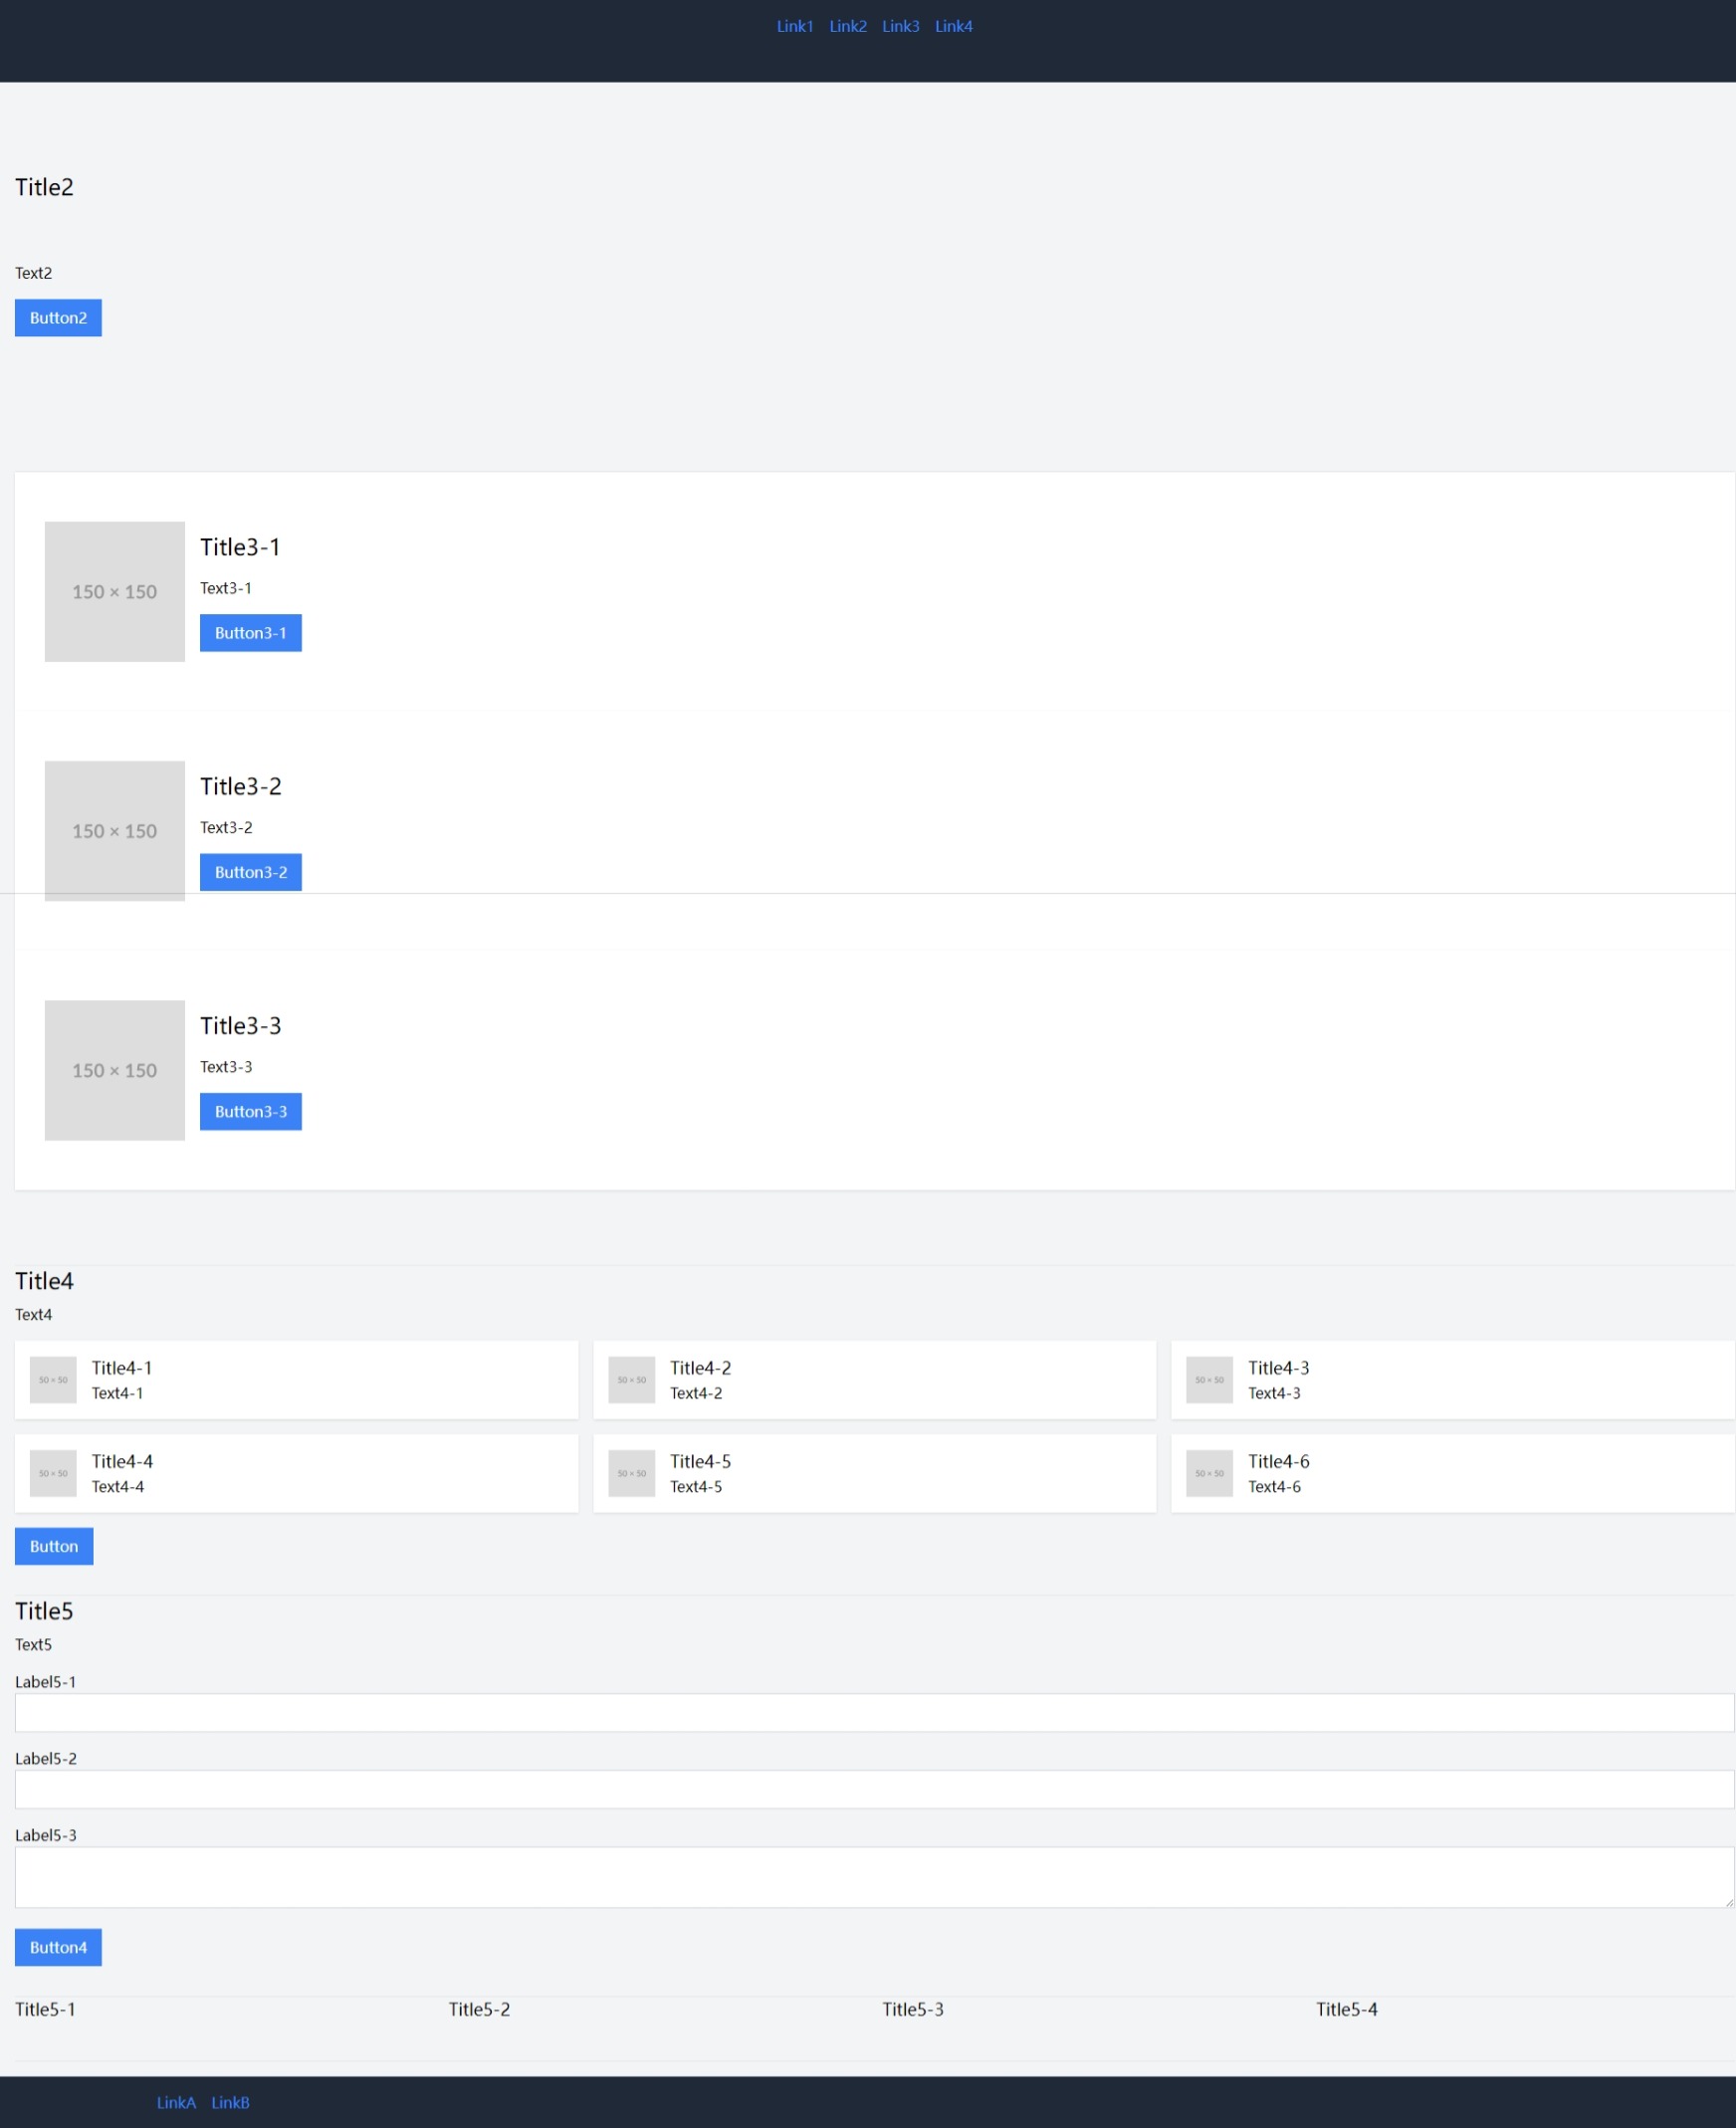 Link1 Link2 Link3 Link4
Title2
Text2
Button2
150 × 150
Title3-1
Text3-1
Button3-1
150 × 150
Title3-2
Text3-2
Button3-2
150 × 150
Title3-3
Text3-3
Button3-3
Title4
Text4
50 × 50
Title4-1
Text4-1
50 × 50
Title4-2
Text4-2
50 × 50
Title4-3
Text4-3
50 × 50
Title4-4
Text4-4
50 × 50
Title4-5
Text4-5
50 × 50
Title4-6
Text4-6
Button
Title5
Text5
Label5-1
Label5-2
Label5-3
Button4
Title5-1 Title5-2 Title5-3 Title5-4
LinkA LinkB